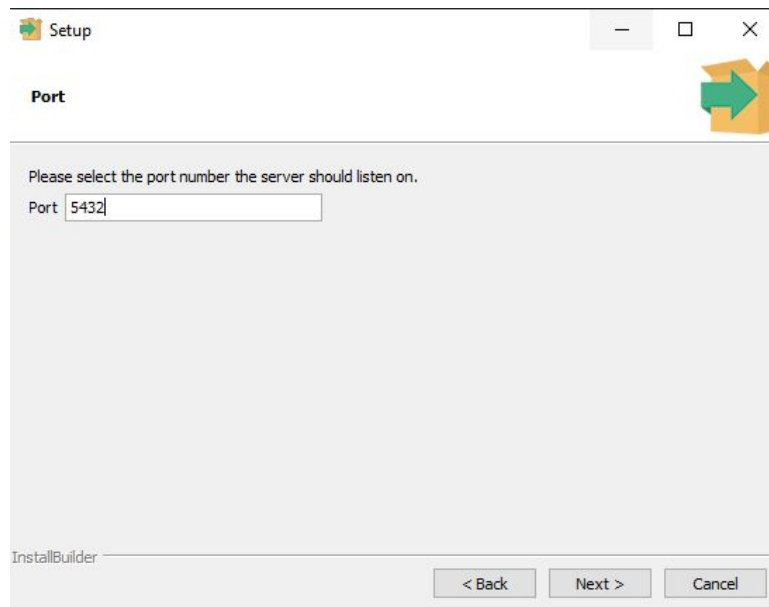 Setup
Port
Please select the port number the server should listen on.
Port 5432
InstallBuilder
< Back Next > Cancel